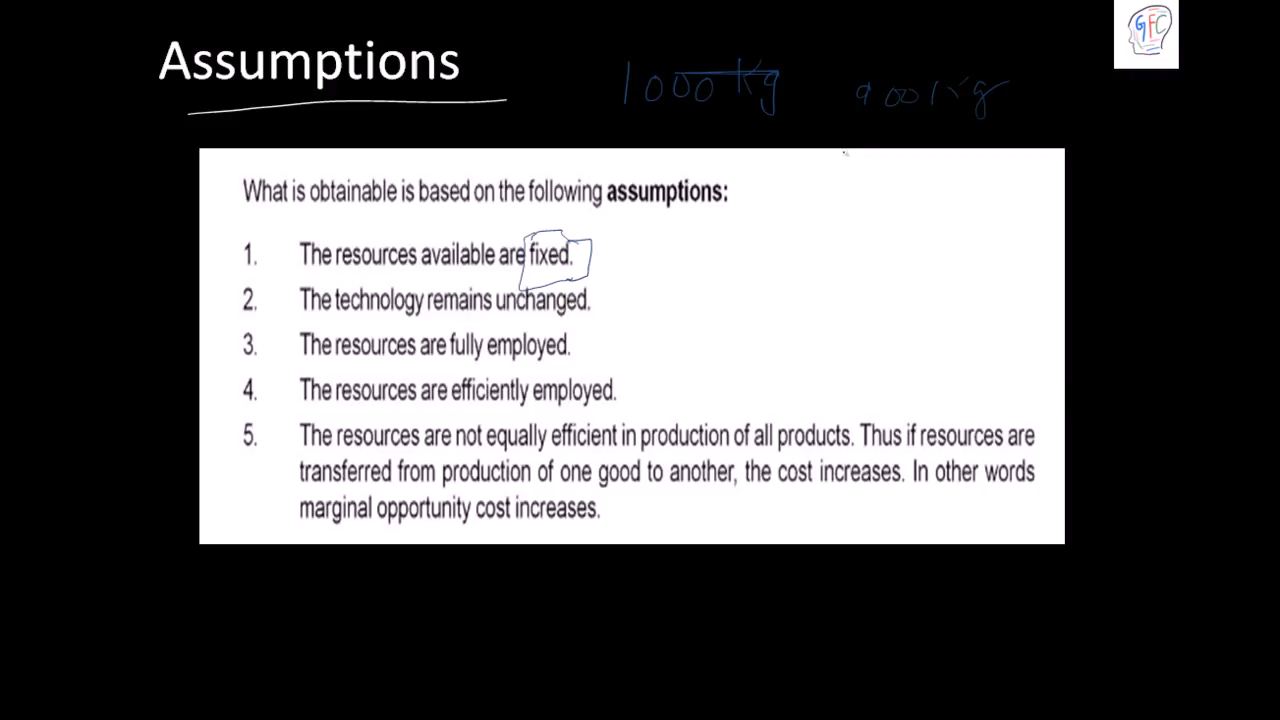 GFC
Assumptions
1000 Kg 900 Kg
What is obtainable is based on the following assumptions:
1. The resources available are fixed.
2. The technology remains unchanged.
3. The resources are fully employed.
4. The resources are efficiently employed.
5. The resources are not equally efficient in production of all products. Thus if resources are
transferred from production of one good to another, the cost increases. In other words
marginal opportunity cost increases.